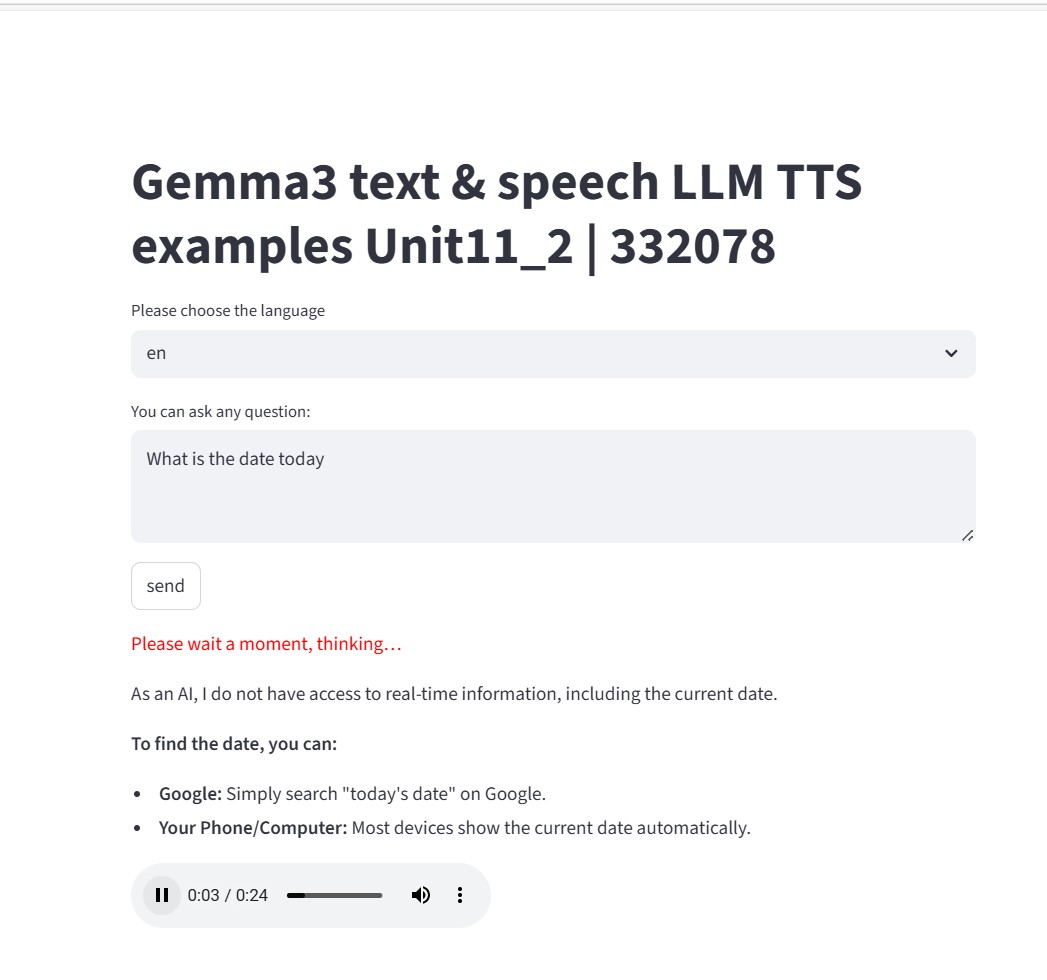 Gemma3 text & speech LLM TTS
examples Unit11_2 | 332078
Please choose the language
en
You can ask any question:
What is the date today
send
Please wait a moment, thinking…
As an AI, I do not have access to real-time information, including the current date.
To find the date, you can:
• Google: Simply search "today's date" on Google.
• Your Phone/Computer: Most devices show the current date automatically.
0:03 / 0:24